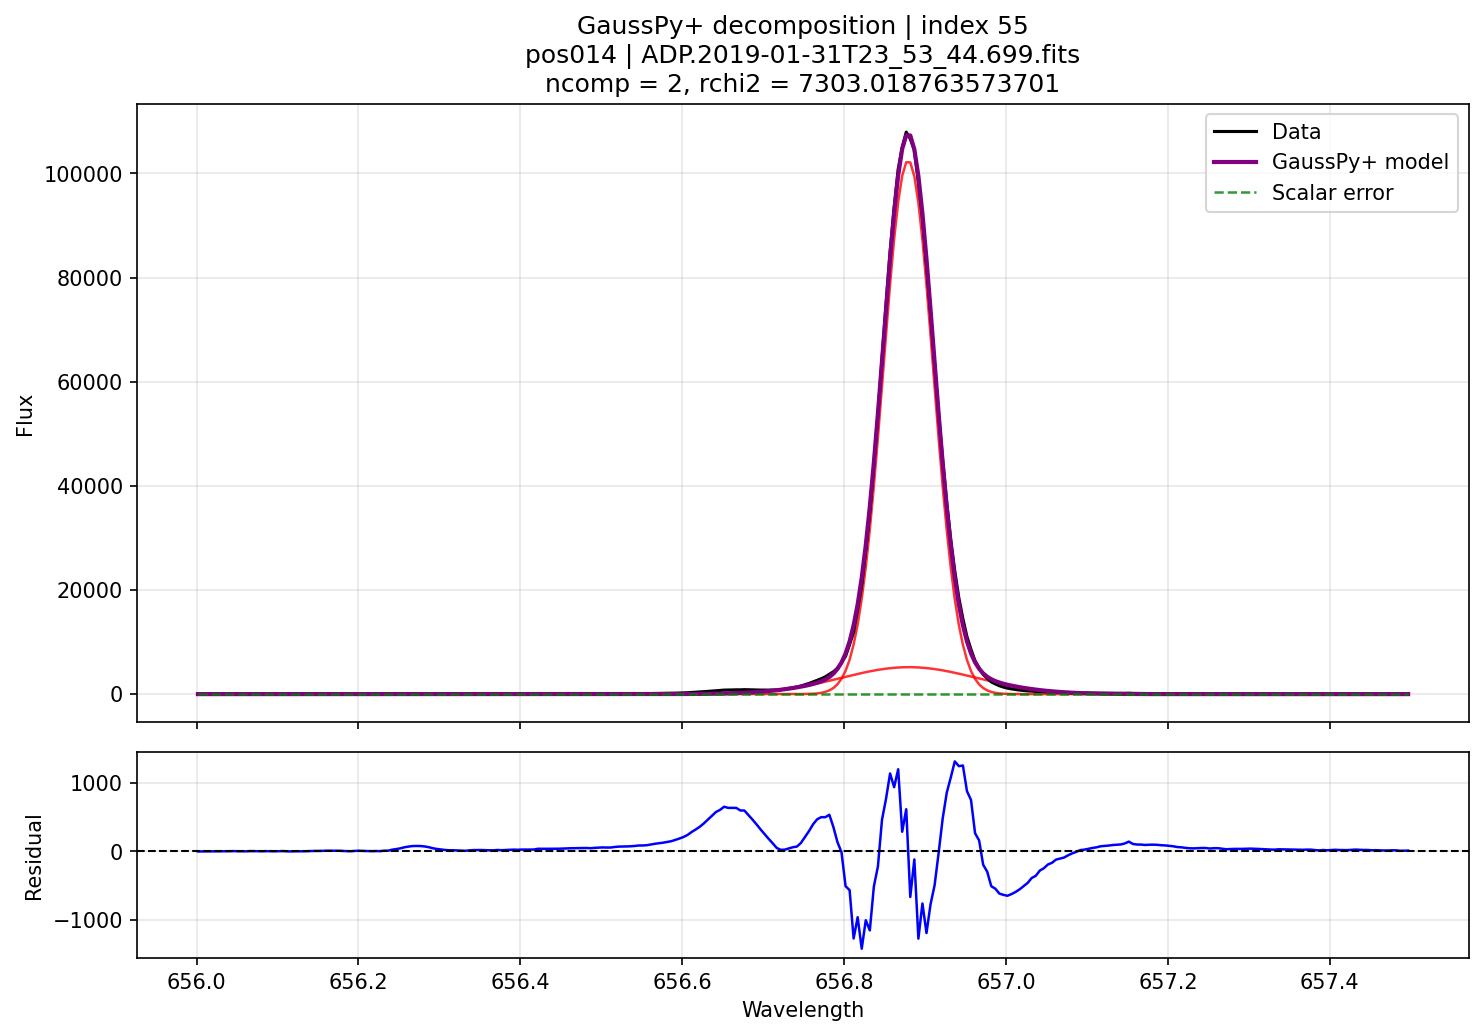 GaussPy+ decomposition | index 55
pos014 | ADP.2019-01-31T23_53_44.699.fits
ncomp = 2, rchi2 = 7303.018763573701
Data
GaussPy+ model
Scalar error
100000
80000
60000
40000
20000
0
Flux
1000
0
−1000
Residual
656.0
656.2
656.4
656.6
656.8
657.0
657.2
657.4
Wavelength